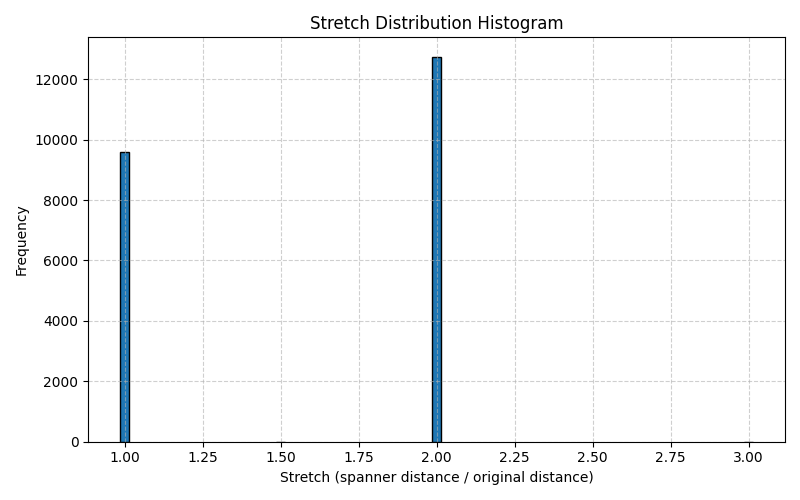 Stretch Distribution Histogram
12000
10000
8000
6000
4000
2000
0
Frequency
1.00 1.25 1.50 1.75 2.00 2.25 2.50 2.75 3.00
Stretch (spanner distance / original distance)